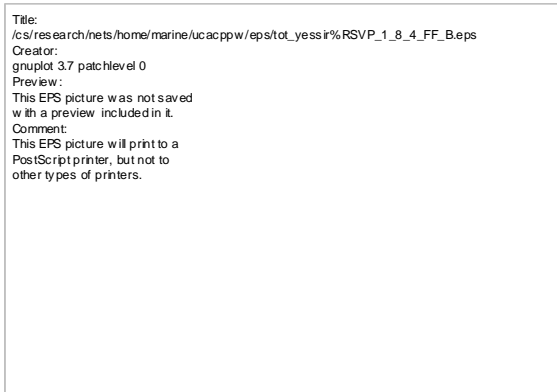 Title:
/cs/research/nets/home/marine/ucacppw/eps/tot_yessir%RSVP_1_8_4_FF_B.eps
Creator:
gnuplot 3.7 patchlevel 0
Preview:
This EPS picture was not saved
with a preview included in it.
Comment:
This EPS picture will print to a
PostScript printer, but not to
other types of printers.